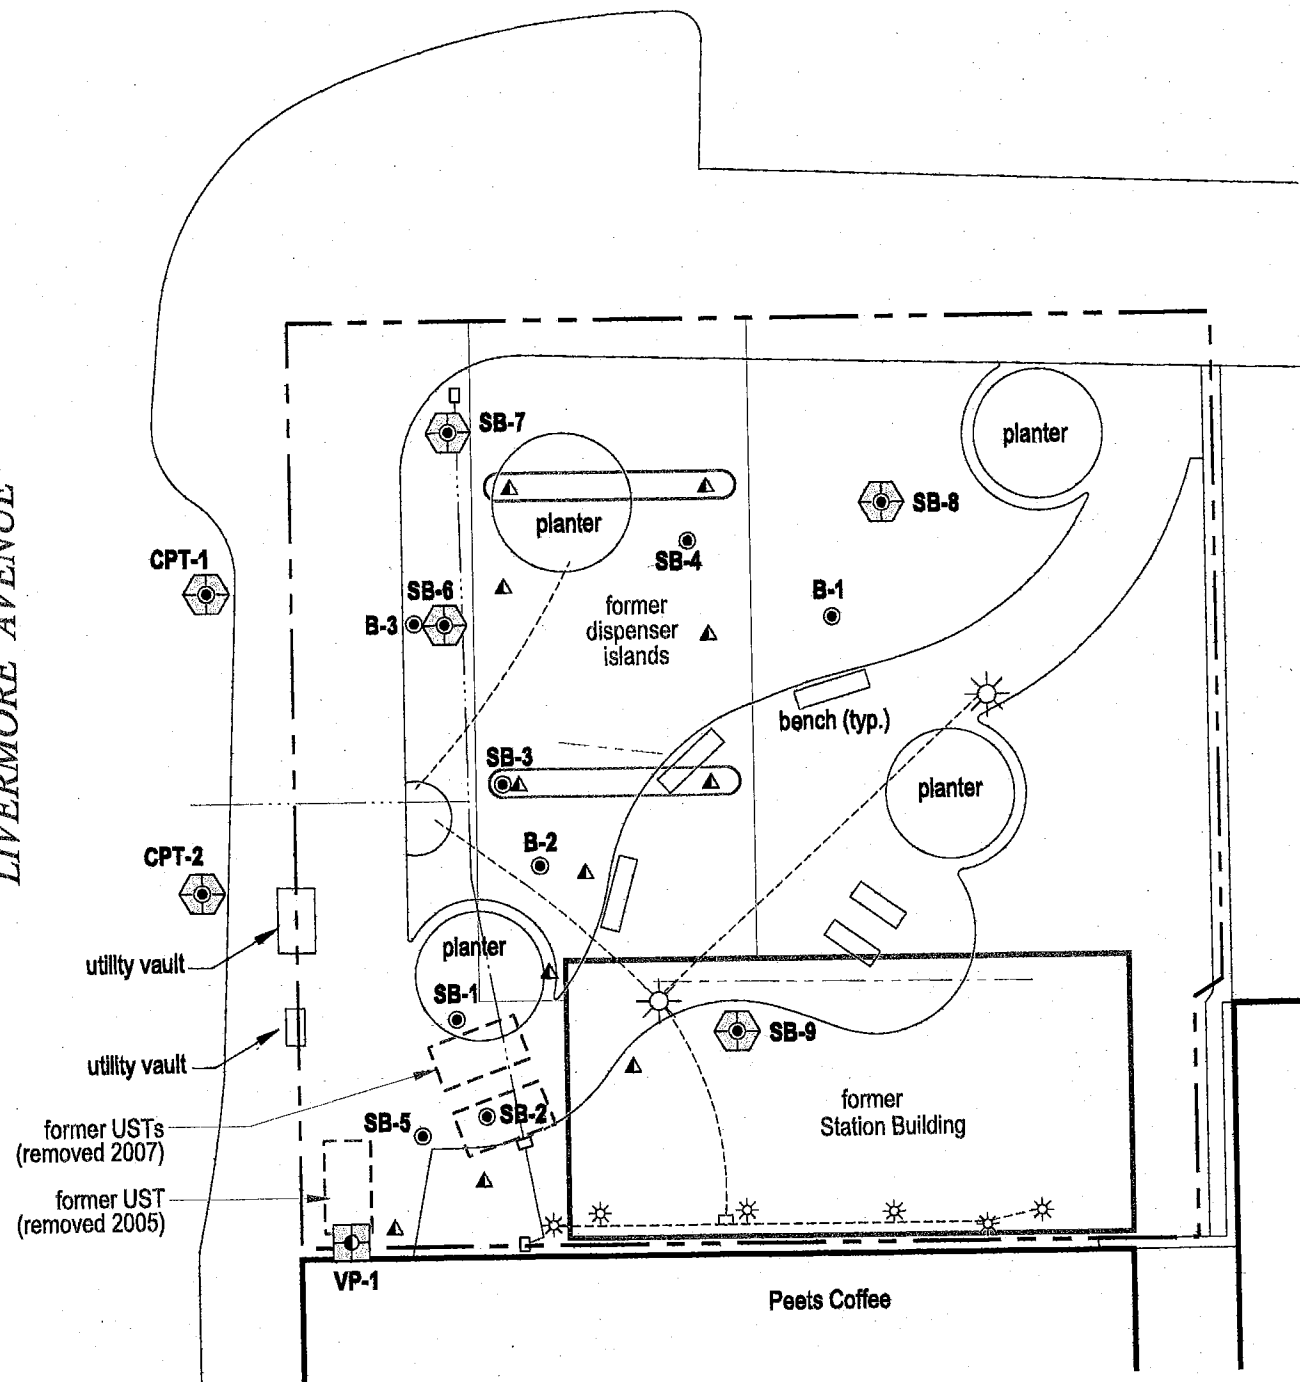 LIVERMORE AVENUE
SB-7
planter
planter
SB-8
SB-4
CPT-1
SB-6
B-3
B-1
former
dispenser
islands
bench (typ.)
SB-3
planter
B-2
CPT-2
planter
utility vault
SB-1
SB-9
utility vault
former USTs
(removed 2007)
SB-5
SB-2
former
Station Building
former UST
(removed 2005)
VP-1
Peets Coffee